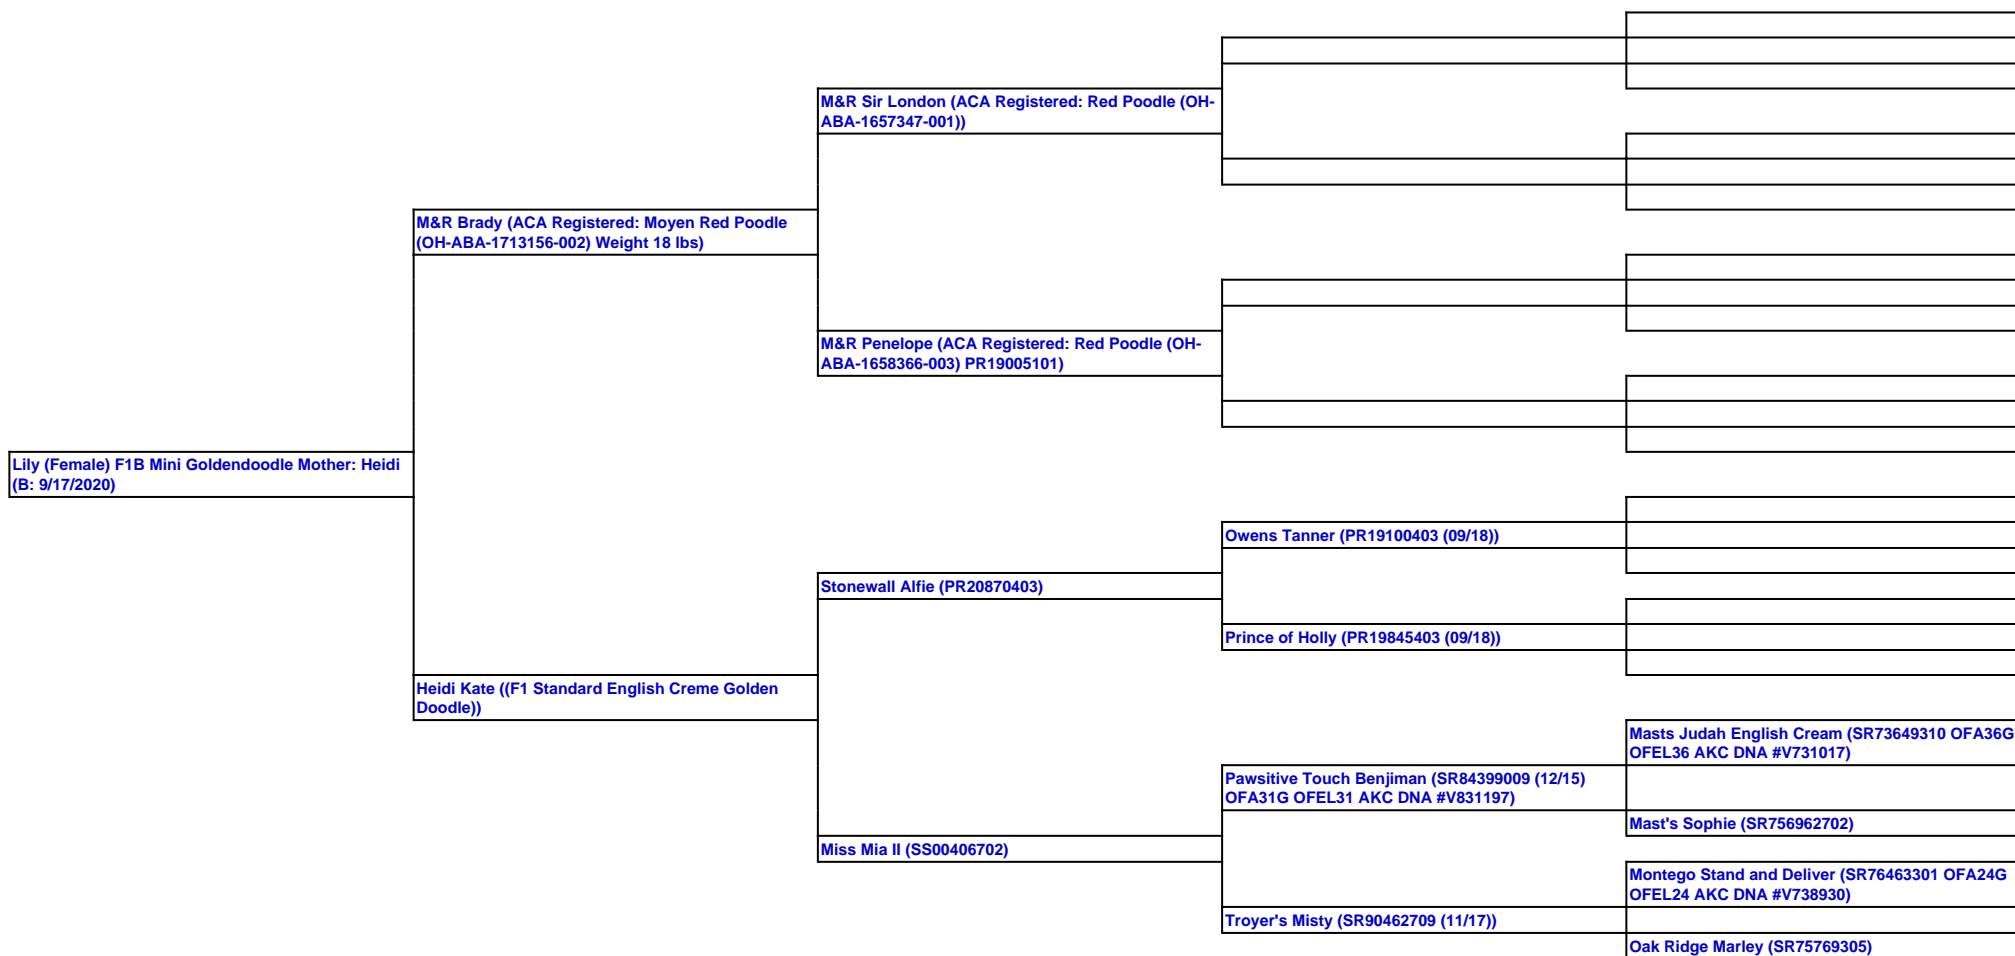 M&R Sir London (ACA Registered: Red Poodle (OH-
ABA-1657347-001))
M&R Brady (ACA Registered: Moyen Red Poodle
(OH-ABA-1713156-002) Weight 18 lbs)
M&R Penelope (ACA Registered: Red Poodle (OH-
ABA-1658366-003) PR19005101)
Lily (Female) F1B Mini Goldendoodle Mother: Heidi
(B: 9/17/2020)
Owens Tanner (PR19100403 (09/18))
Stonewall Alfie (PR20870403)
Prince of Holly (PR19845403 (09/18))
Heidi Kate ((F1 Standard English Creme Golden
Doodle))
Masts Judah English Cream (SR73649310 OFA36G
OFEL36 AKC DNA #V731017)
Pawsitive Touch Benjiman (SR84399009 (12/15)
OFA31G OFEL31 AKC DNA #V831197)
Mast's Sophie (SR756962702)
Miss Mia II (SS00406702)
Montego Stand and Deliver (SR76463301 OFA24G
OFEL24 AKC DNA #V738930)
Troyer's Misty (SR90462709 (11/17))
Oak Ridge Marley (SR75769305)